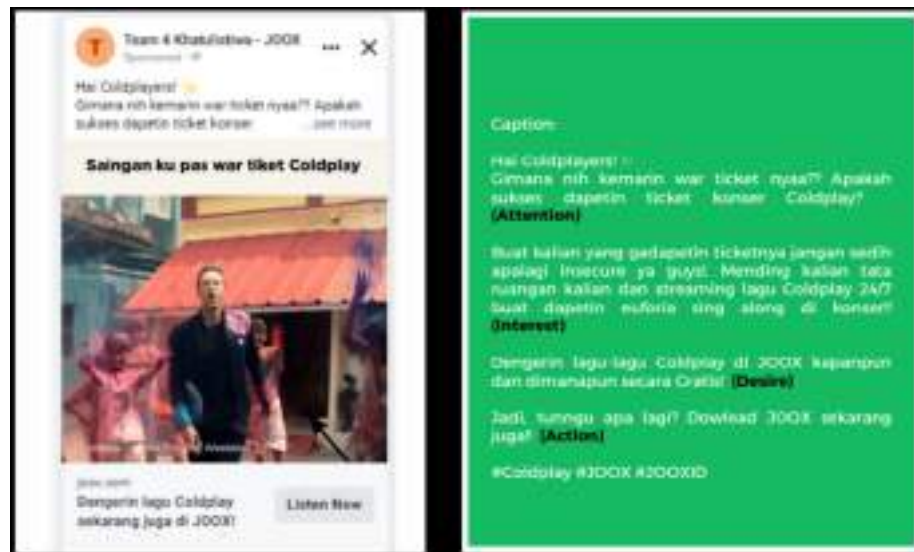 Team 4 Khatulistiwa - JOOX
Sponsored
Hai Coldplayers!
Gimana nih kemarin war ticket nyaa?? Apakah
sukses dapetin ticket konser ...see more
Saingan ku pas war tiket Coldplay
Dengerin lagu Coldplay
sekarang juga di JOOX!
Listen Now
Caption:
Hai Coldplayers!
Gimana nih kemarin war ticket nyaa?! Apakah
sukses dapetin ticket konser Coldplay?
(Attention)
Buat kalian yang gadapetin ticketnya jangan sedih
apalagi insecure ya guys! Mending kalian tata
ruangan kalian dan streaming lagu Coldplay 24/7
buat dapetin euforia sing along di konser!!
(Interest)
Dengerin lagu-lagu Coldplay di JOOX kapanpun
dan dimanapun secara Gratis! (Desire)
Jadi, tunngu apa lagi? Dowlead JOOX sekarang
juga!! (Action)
#Coldplay #JOOX #JOOXID